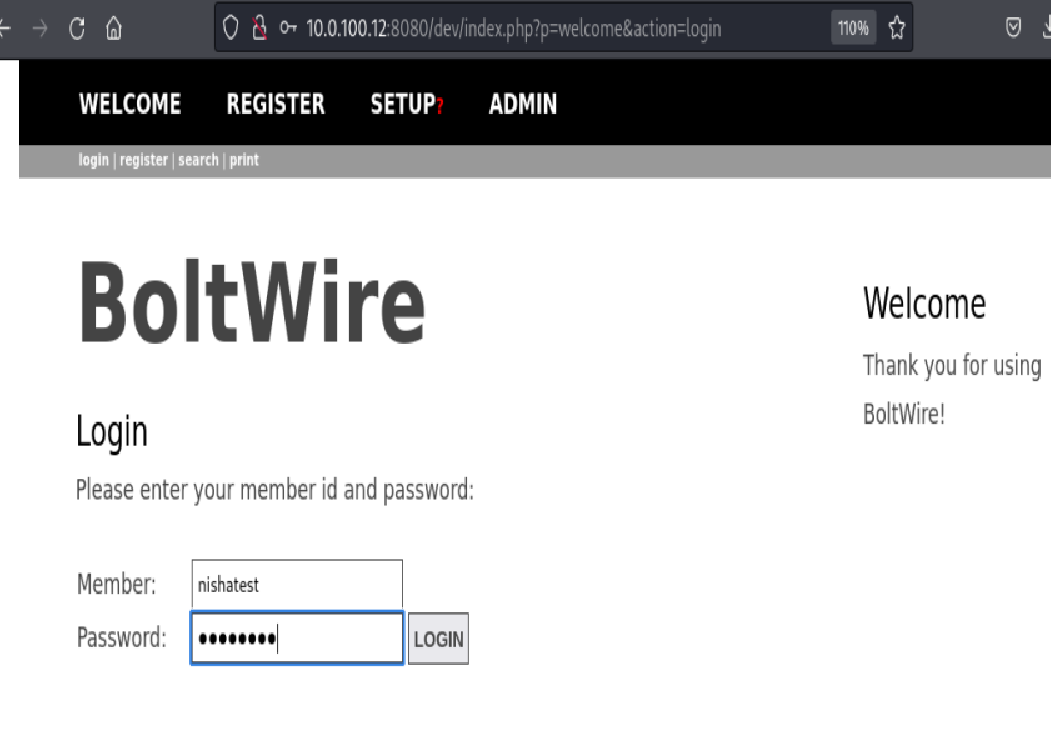 10.0.100.12:8080/dev/index.php?p=welcome&action=login 110%
WELCOME REGISTER SETUP? ADMIN
login | register | search | print
BoltWire
Login
Please enter your member id and password:
Member: nishatest
Password: ●●●●●●●● LOGIN
Welcome
Thank you for using
BoltWire!